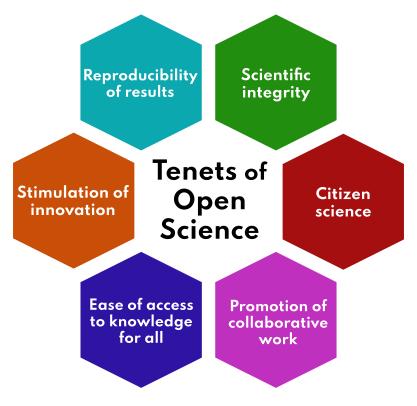 Reproducibility
of results
Scientific
integrity
Stimulation of
innovation
Tenets of
Open
Science
Citizen
science
Ease of access
to knowledge
for all
Promotion of
collaborative
work